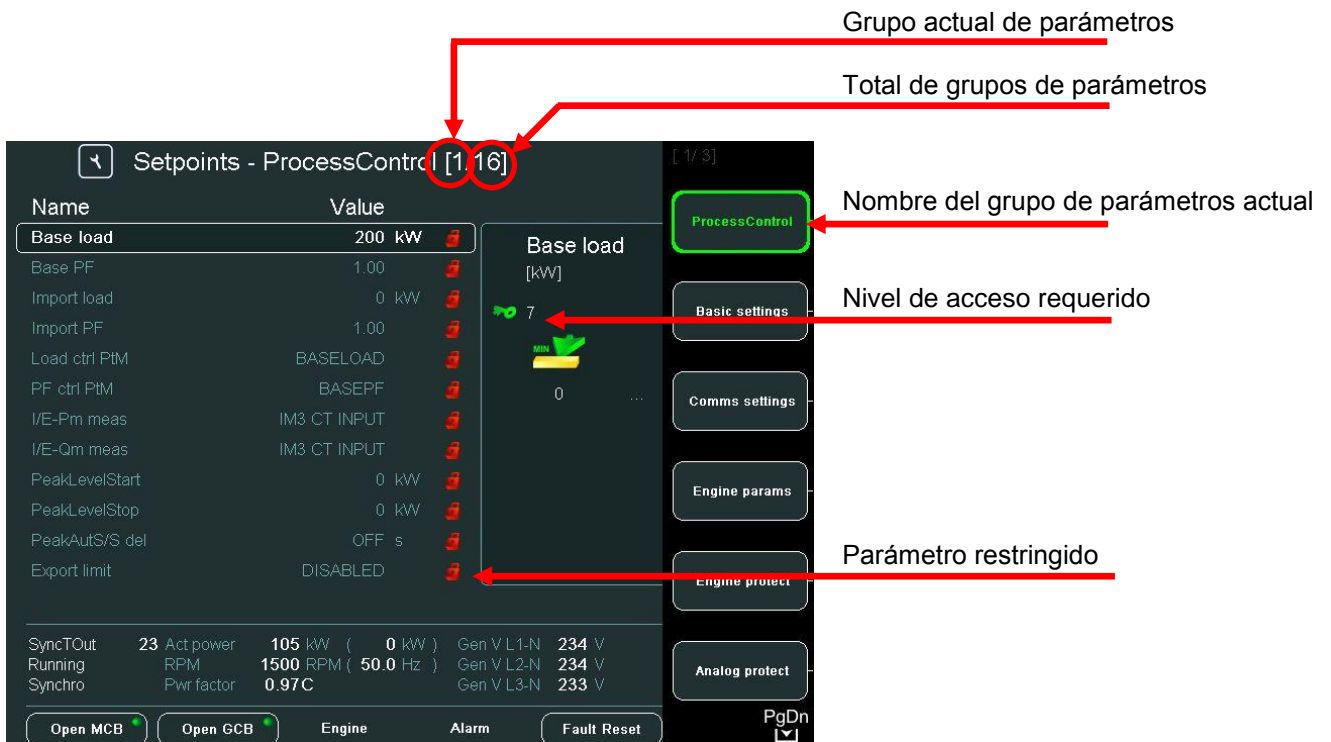 Grupo actual de parámetros
Total de grupos de parámetros
Setpoints - ProcessControl [1/16]
[ 1/ 3]
Name Value
Base load 200 kW
Base PF 1.00
Import load 0 kW
Import PF 1.00
Load ctrl PtM BASELOAD
PF ctrl PtM BASEPF
I/E-Pm meas IM3 CT INPUT
I/E-Qm meas IM3 CT INPUT
PeakLevelStart 0 kW
PeakLevelStop 0 kW
PeakAutS/S del OFF s
Export limit DISABLED
Base load
[kW]
7
MIN
0 ...
ProcessControl
Basic settings
Comms settings
Engine params
Engine protect
Analog protect
PgDn
Nombre del grupo de parámetros actual
Nivel de acceso requerido
Parámetro restringido
SyncTOut 23 Act power 105 kW ( 0 kW ) Gen V L1-N 234 V
Running RPM 1500 RPM ( 50.0 Hz ) Gen V L2-N 234 V
Synchro Pwr factor 0.97C Gen V L3-N 233 V
Open MCB Open GCB Engine Alarm Fault Reset